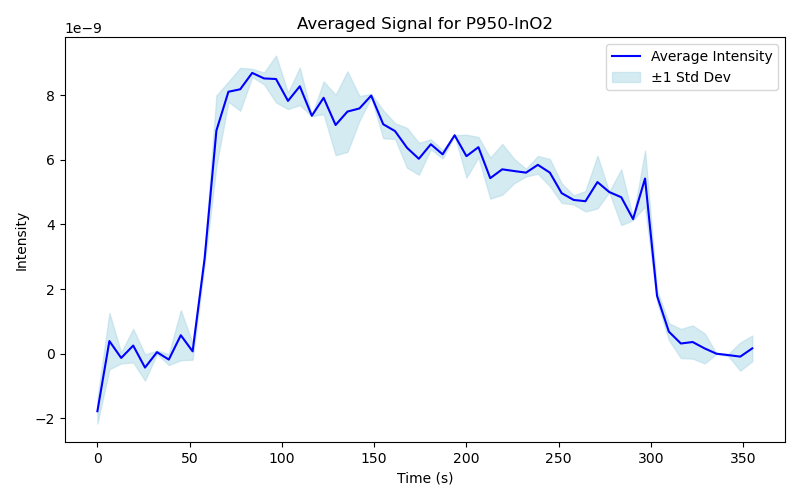 Averaged Signal for P950-InO2
1e−9
Average Intensity
±1 Std Dev
8
6
4
2
0
−2
Intensity
0 50 100 150 200 250 300 350
Time (s)